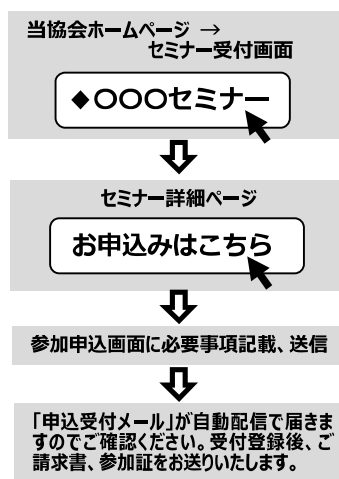 当協会ホームページ →
セミナー受付画面
◆〇〇〇セミナー
セミナー詳細ページ
お申込みはこちら
参加申込画面に必要事項記載、送信
「申込受付メール」が自動配信で届きま
すのでご確認ください。受付登録後、ご
請求書、参加証をお送りいたします。